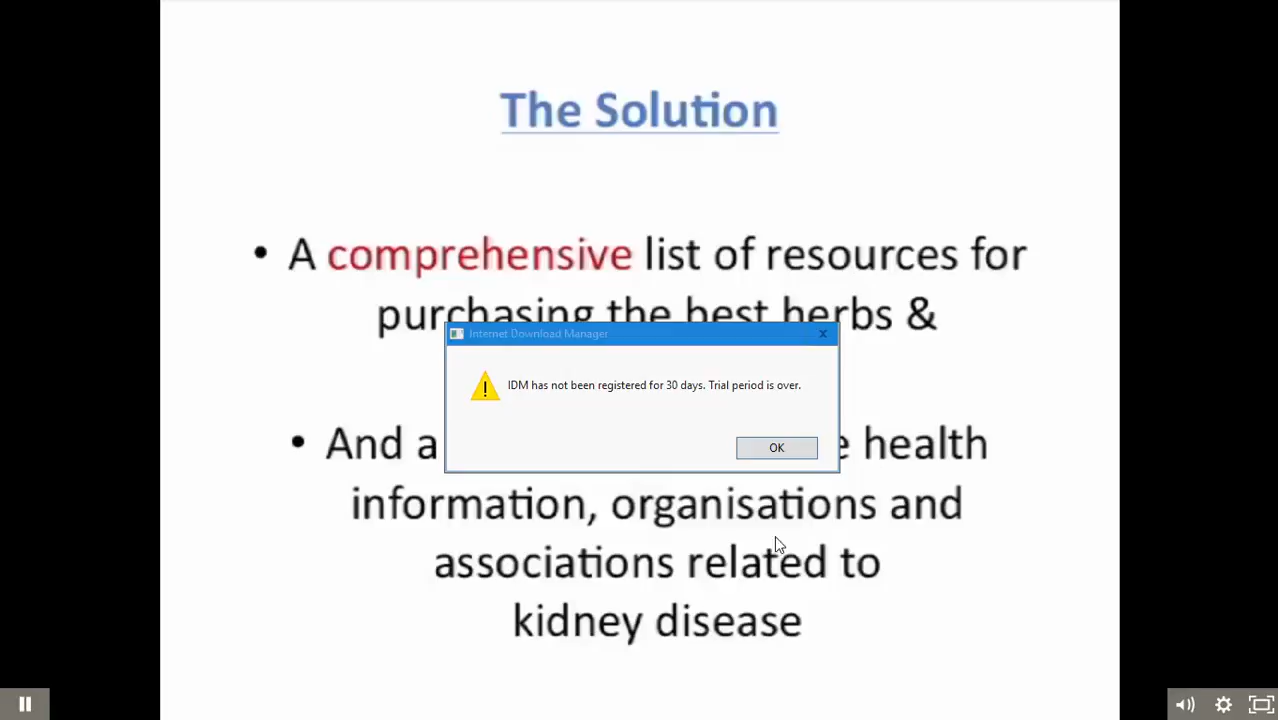 The Solution
• A comprehensive list of resources for
purchasing the best herbs &
Internet Download Manager
IDM has not been registered for 30 days. Trial period is over.
OK
• And a
health
information, organisations and
associations related to
kidney disease